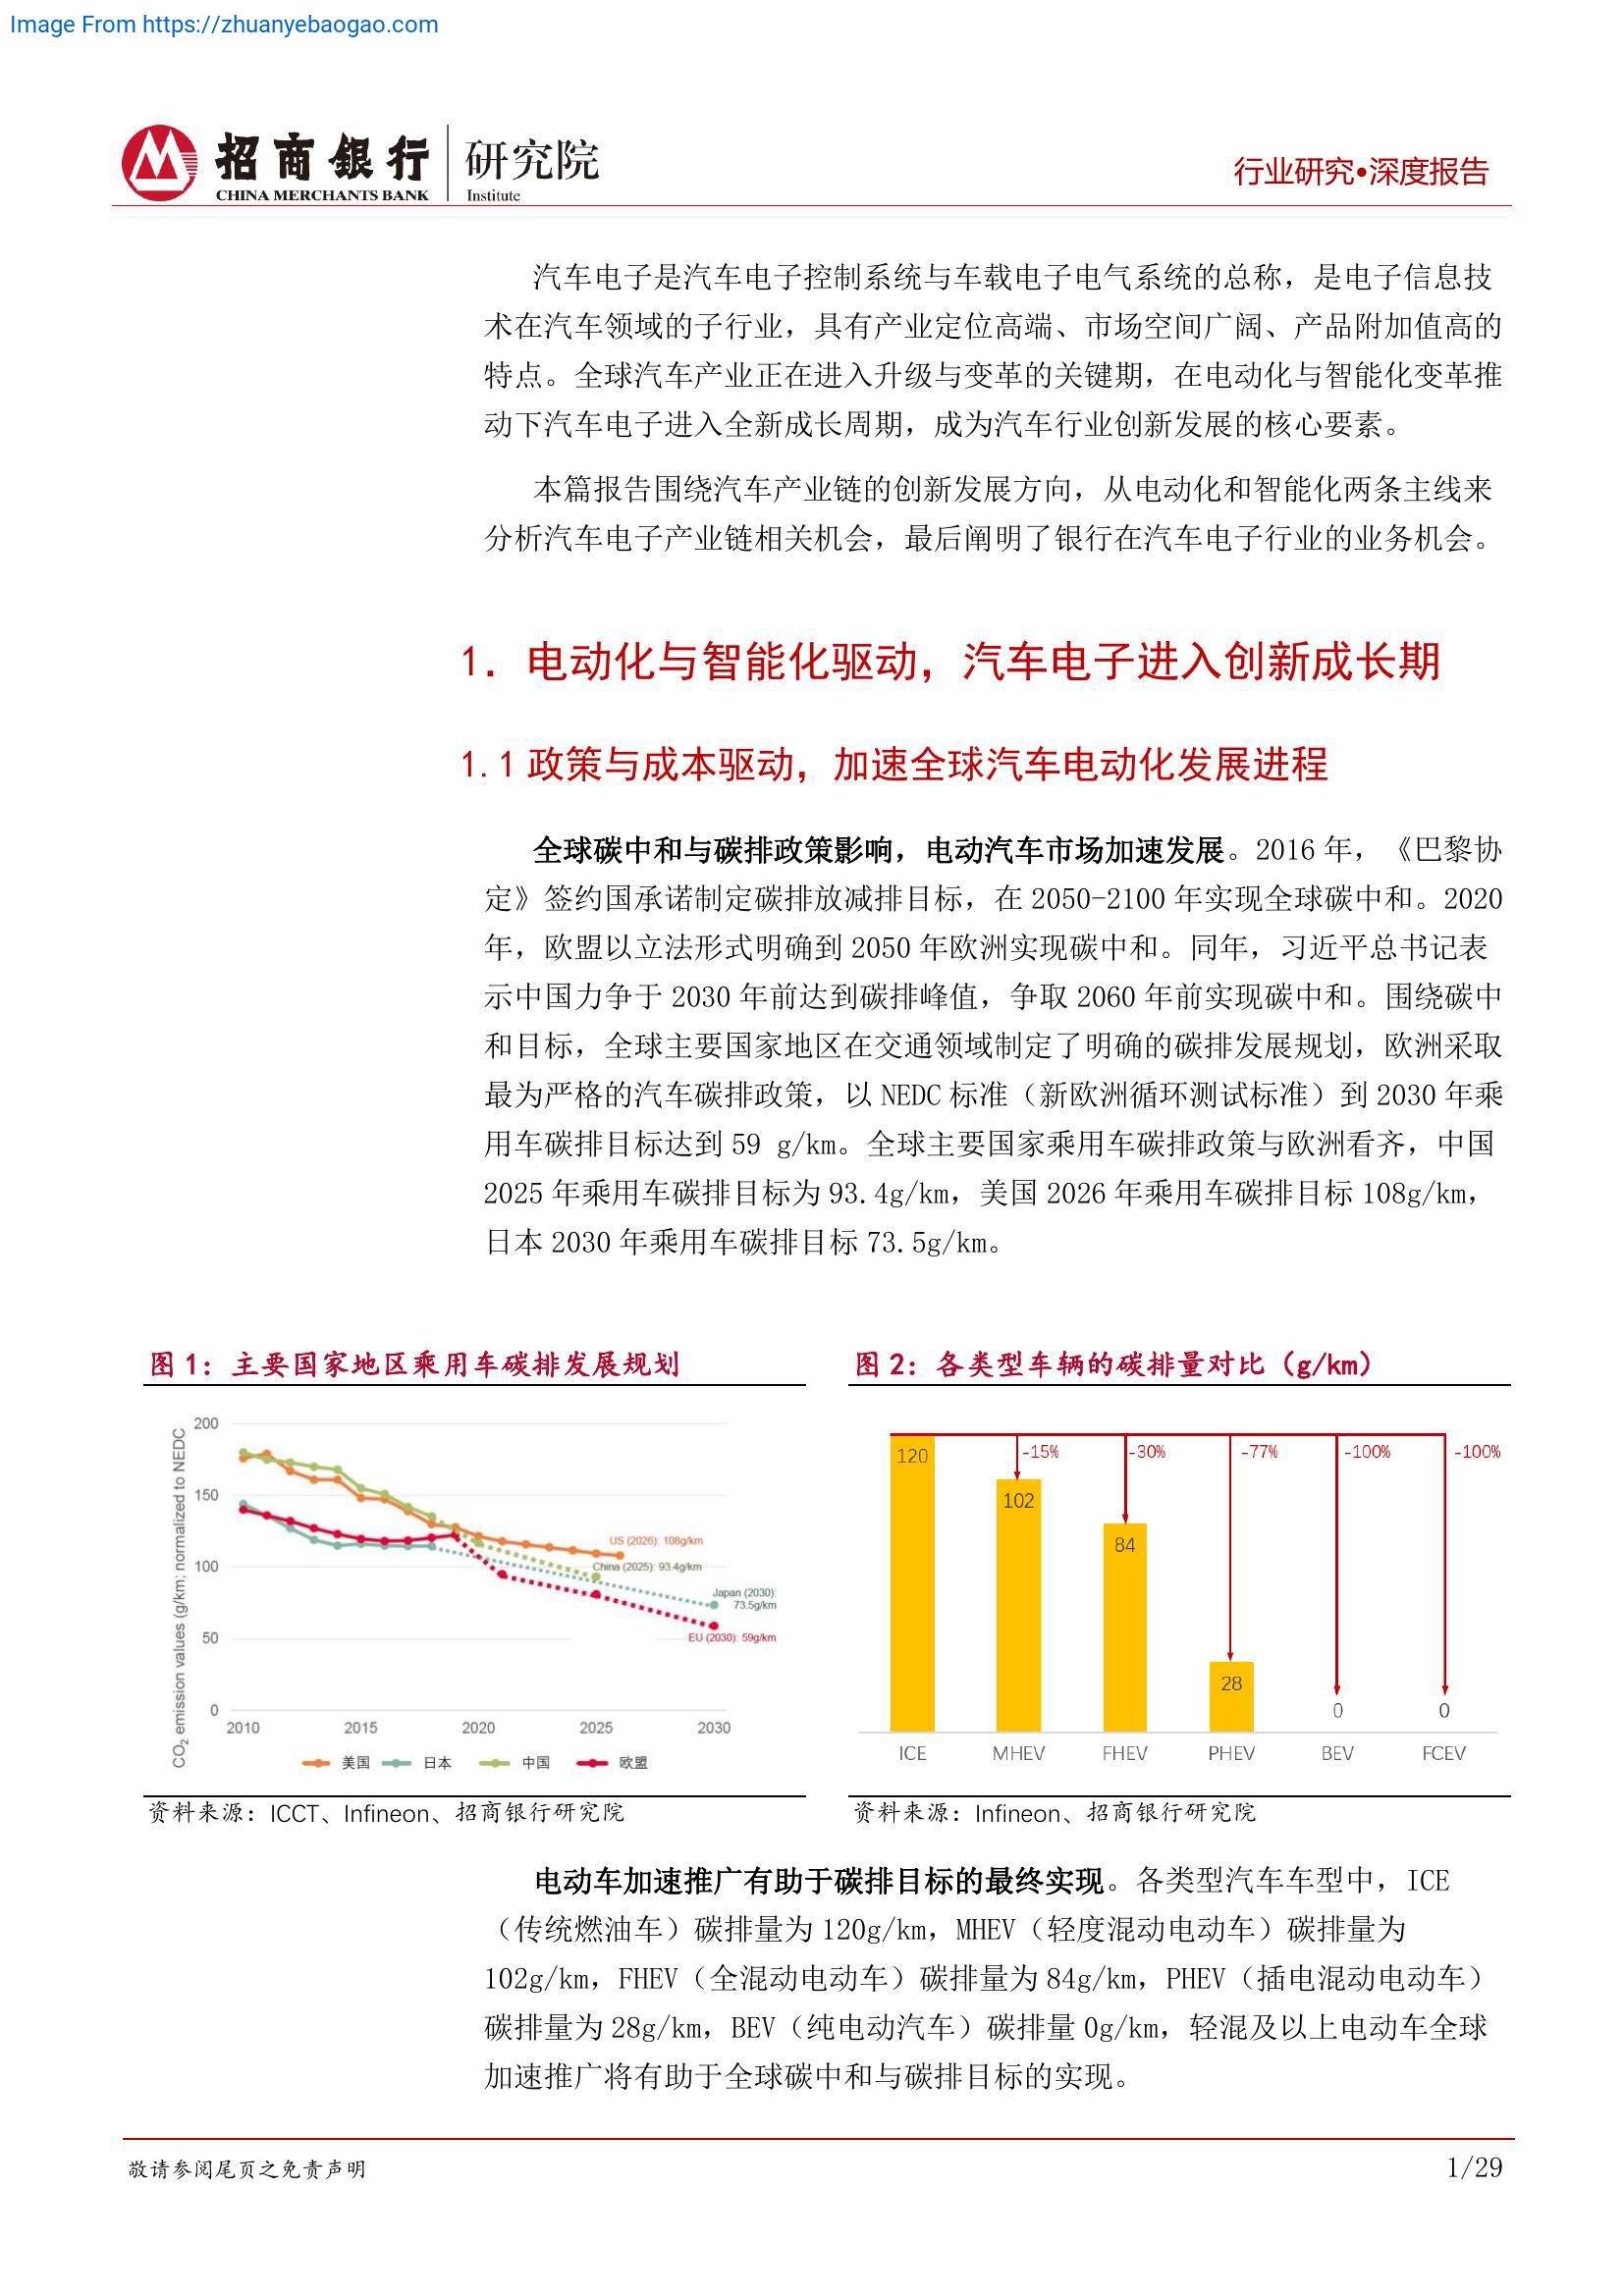 Image From https://zhuanyebaogao.com
招商银行
CHINA MERCHANTS BANK
研究院
Institute
行业研究•深度报告
汽车电子是汽车电子控制系统与车载电子电气系统的总称，是电子信息技
术在汽车领域的子行业，具有产业定位高端、市场空间广阔、产品附加值高的
特点。全球汽车产业正在进入升级与变革的关键期，在电动化与智能化变革推
动下汽车电子进入全新成长周期，成为汽车行业创新发展的核心要素。
本篇报告围绕汽车产业链的创新发展方向，从电动化和智能化两条主线来
分析汽车电子产业链相关机会，最后阐明了银行在汽车电子行业的业务机会。
1. 电动化与智能化驱动，汽车电子进入创新成长期
1.1 政策与成本驱动，加速全球汽车电动化发展进程
全球碳中和与碳排政策影响，电动汽车市场加速发展。2016 年，《巴黎协
定》签约国承诺制定碳排放减排目标，在 2050-2100 年实现全球碳中和。2020
年，欧盟以立法形式明确到 2050 年欧洲实现碳中和。同年，习近平总书记表
示中国力争于 2030 年前达到碳排峰值，争取 2060 年前实现碳中和。围绕碳中
和目标，全球主要国家地区在交通领域制定了明确的碳排发展规划，欧洲采取
最为严格的汽车碳排政策，以 NEDC 标准（新欧洲循环测试标准）到 2030 年乘
用车碳排目标达到 59 g/km。全球主要国家乘用车碳排政策与欧洲看齐，中国
2025 年乘用车碳排目标为 93.4g/km，美国 2026 年乘用车碳排目标 108g/km，
日本 2030 年乘用车碳排目标 73.5g/km。
图 1：主要国家地区乘用车碳排发展规划
CO2 emission values (g/km; normalized to NEDC
200
150
100
50
0
2010 2015 2020 2025 2030
US (2026): 108g/km
China (2025): 93.4g/km
Japan (2030):
73.5g/km
EU (2030): 59g/km
美国 日本 中国 欧盟
资料来源：ICCT、Infineon、招商银行研究院
图 2：各类型车辆的碳排量对比（g/km）
-15% -30% -77% -100% -100%
120 102 84 28 0 0
ICE MHEV FHEV PHEV BEV FCEV
资料来源：Infineon、招商银行研究院
电动车加速推广有助于碳排目标的最终实现。各类型汽车车型中，ICE
（传统燃油车）碳排量为 120g/km，MHEV（轻度混动电动车）碳排量为
102g/km，FHEV（全混动电动车）碳排量为 84g/km，PHEV（插电混动电动车）
碳排量为 28g/km，BEV（纯电动汽车）碳排量 0g/km，轻混及以上电动车全球
加速推广将有助于全球碳中和与碳排目标的实现。
敬请参阅尾页之免责声明
1/29